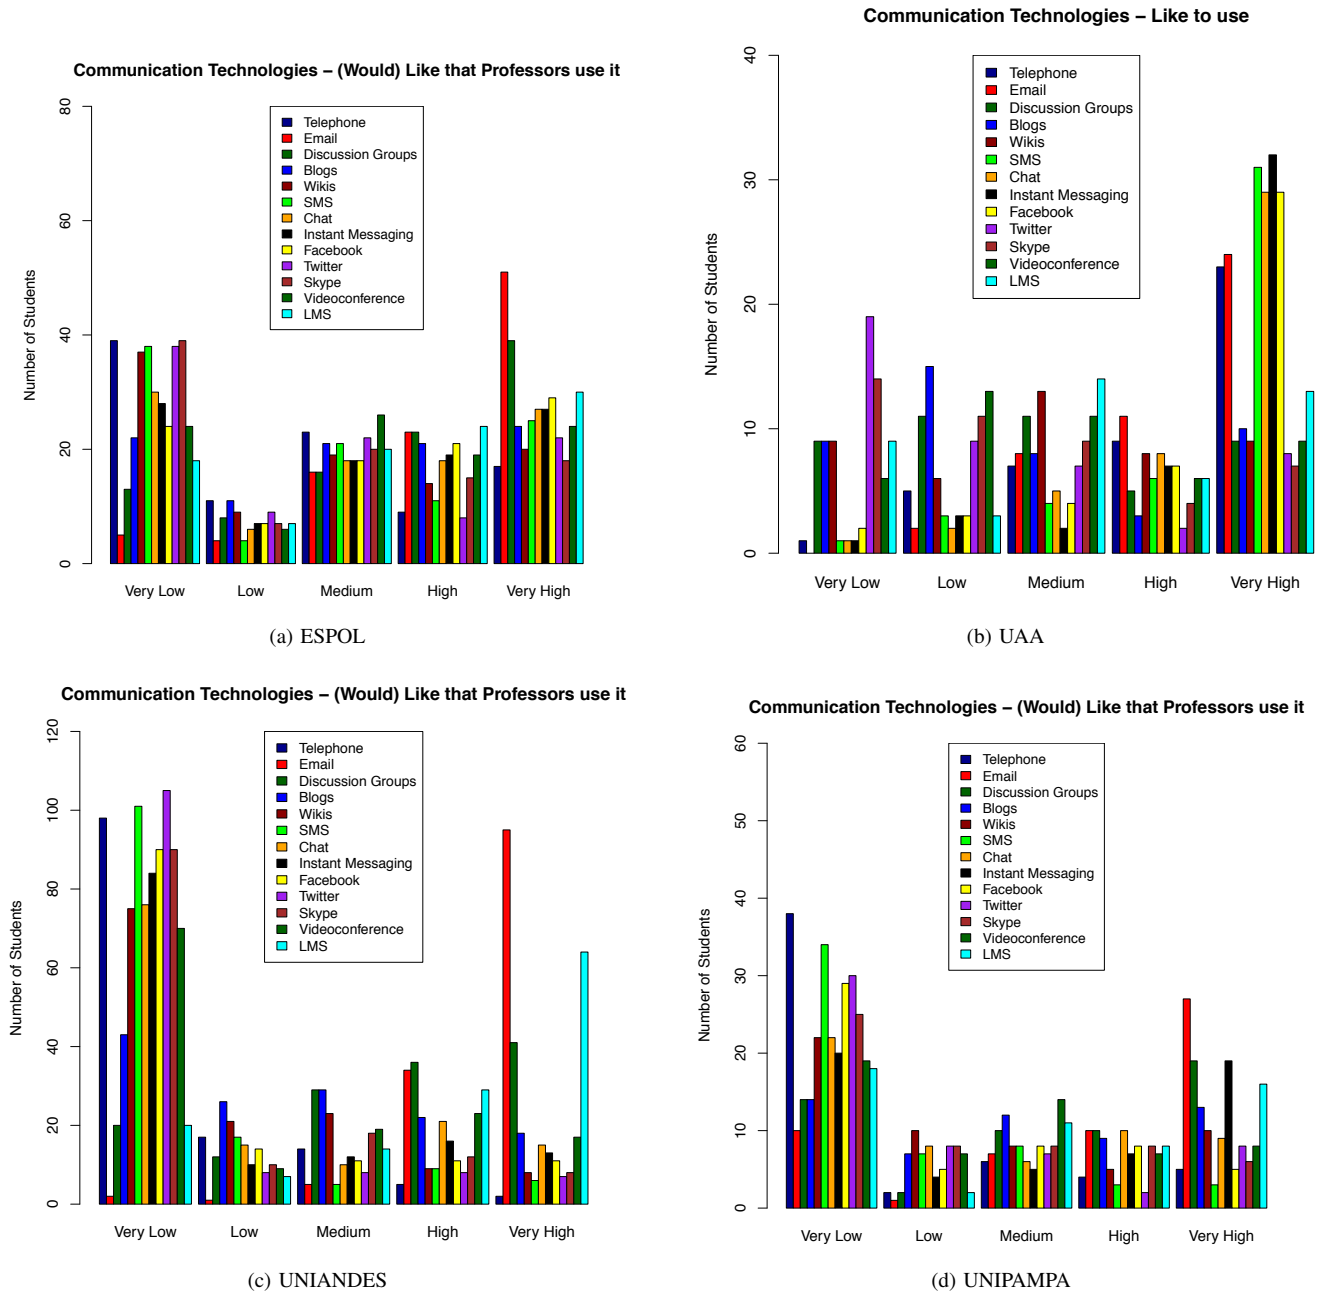 Communication Technologies – (Would) Like that Professors use it
Number of Students
0
20
40
60
80
Telephone
Email
Discussion Groups
Blogs
Wikis
SMS
Chat
Instant Messaging
Facebook
Twitter
Skype
Videoconference
LMS
Very Low
Low
Medium
High
Very High
(a) ESPOL
Communication Technologies – Like to use
Number of Students
0
10
20
30
40
Telephone
Email
Discussion Groups
Blogs
Wikis
SMS
Chat
Instant Messaging
Facebook
Twitter
Skype
Videoconference
LMS
Very Low
Low
Medium
High
Very High
(b) UAA
Communication Technologies – (Would) Like that Professors use it
Number of Students
0
20
40
60
80
100
120
Telephone
Email
Discussion Groups
Blogs
Wikis
SMS
Chat
Instant Messaging
Facebook
Twitter
Skype
Videoconference
LMS
Very Low
Low
Medium
High
Very High
(c) UNIANDES
Communication Technologies – (Would) Like that Professors use it
Number of Students
0
10
20
30
40
50
60
Telephone
Email
Discussion Groups
Blogs
Wikis
SMS
Chat
Instant Messaging
Facebook
Twitter
Skype
Videoconference
LMS
Very Low
Low
Medium
High
Very High
(d) UNIPAMPA